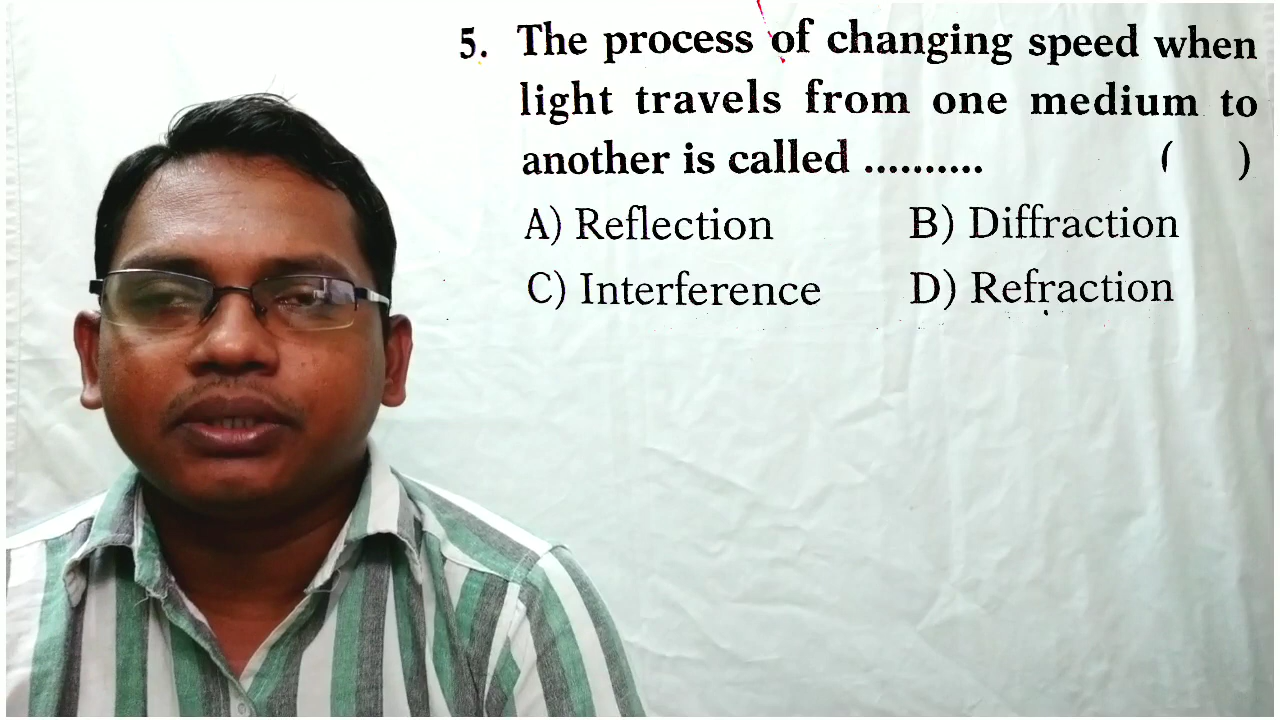 5. The process of changing speed when
light travels from one medium to
another is called .......... ( )
A) Reflection B) Diffraction
C) Interference D) Refraction